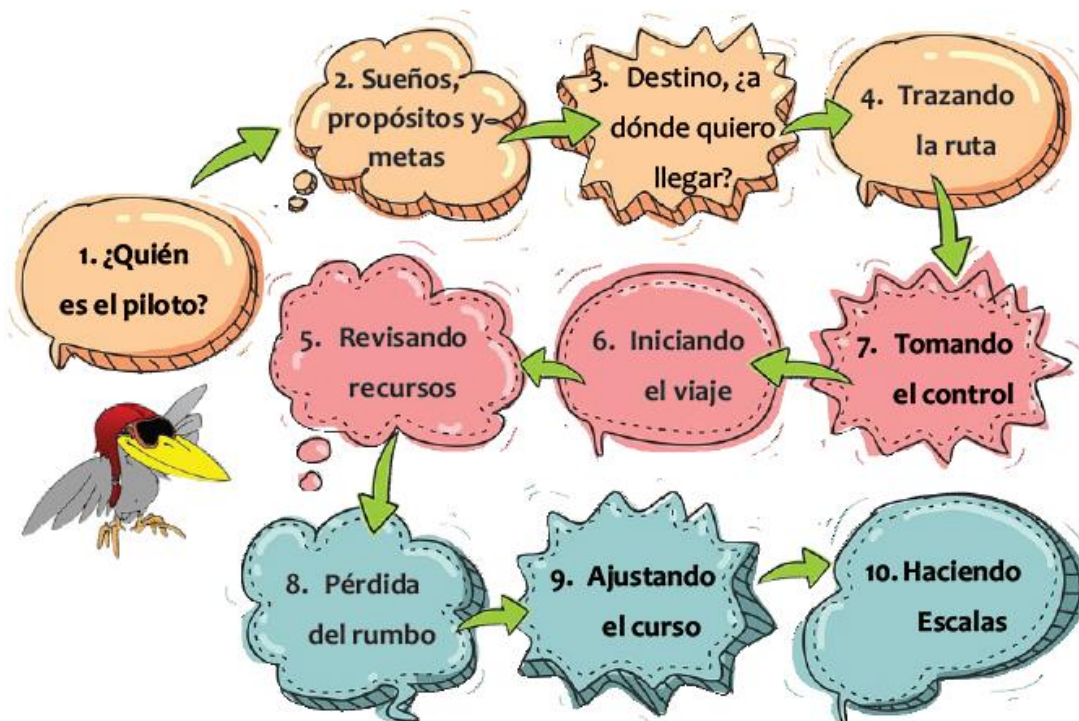 1. ¿Quién
es el piloto?
2. Sueños,
propósitos y
metas
3. Destino, ¿a
dónde quiero
llegar?
4. Trazando
la ruta
5. Revisando
recursos
6. Iniciando
el viaje
7. Tomando
el control
8. Pérdida
del rumbo
9. Ajustando
el curso
10. Haciendo
Escalas